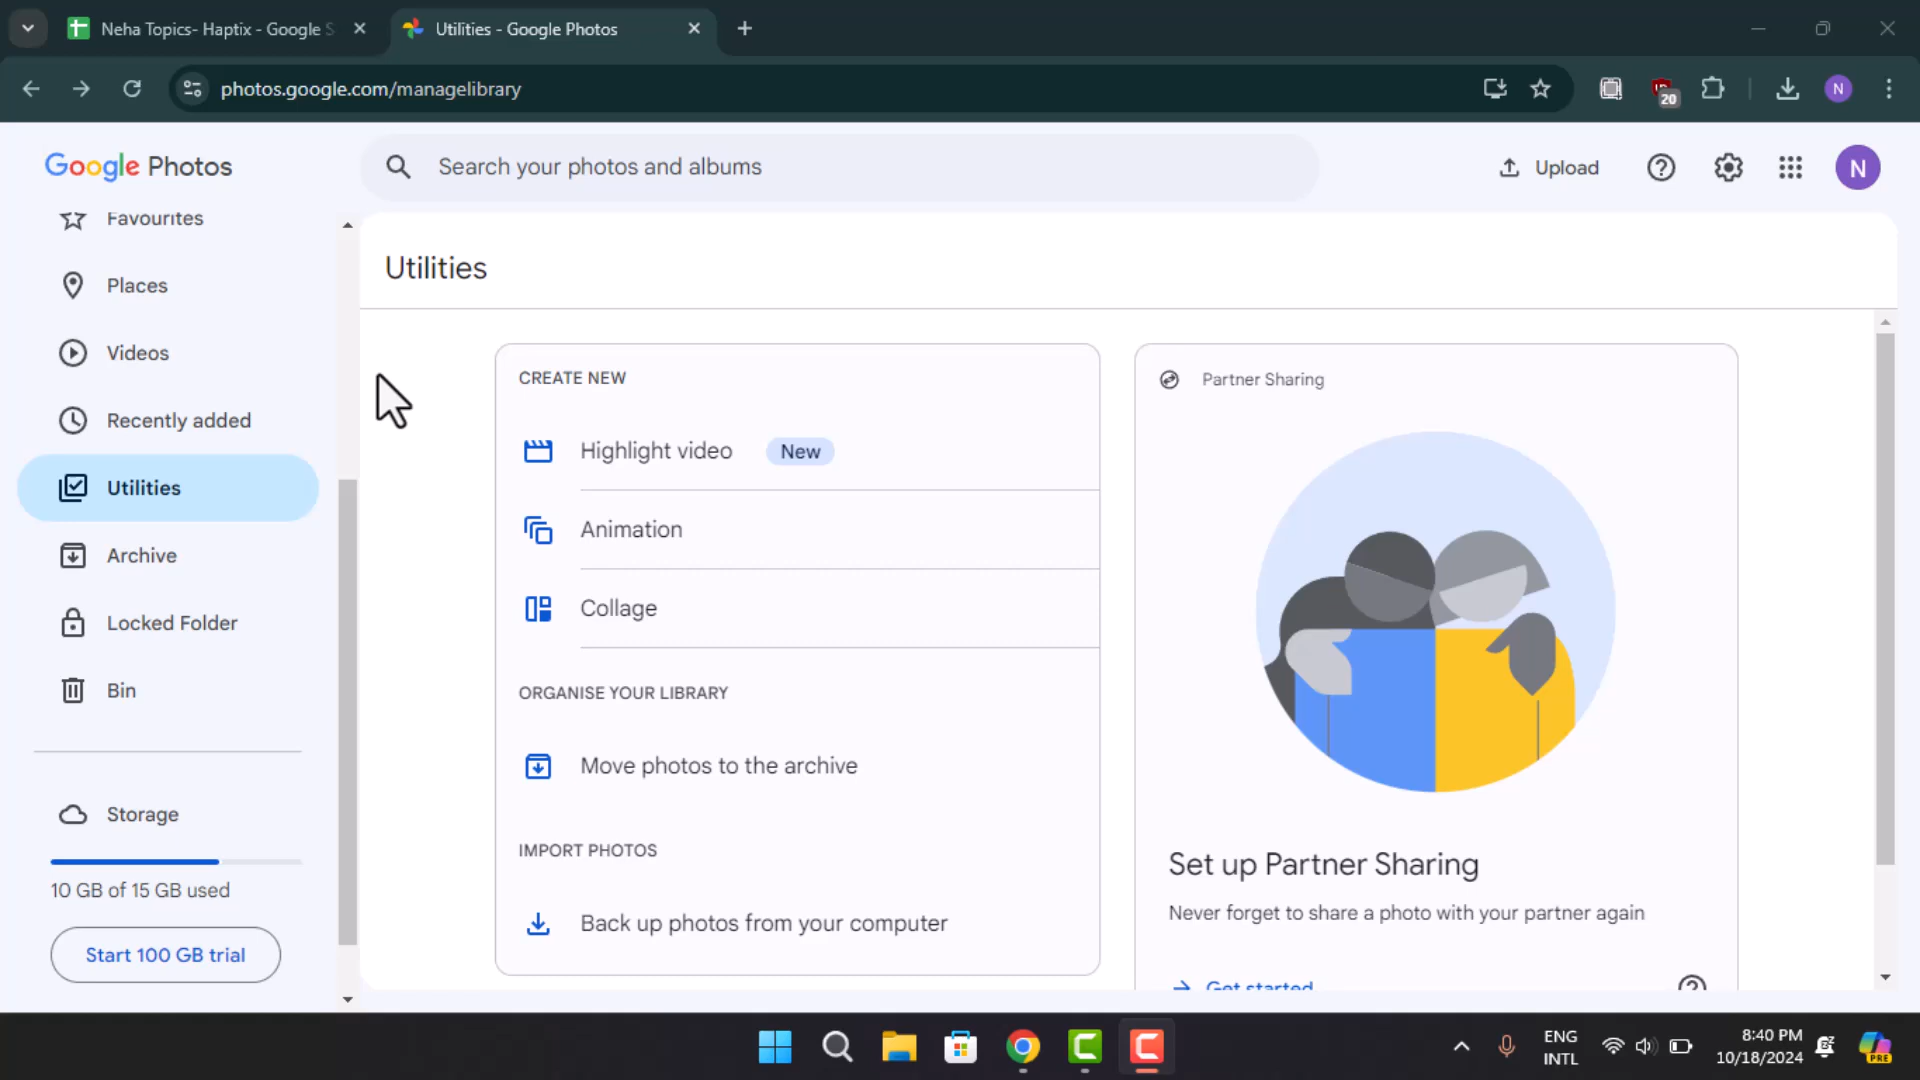 Neha Topics- Haptix - Google S
Utilities - Google Photos
photos.google.com/managelibrary
20
N
Google Photos
Search your photos and albums
Upload
N
Favourites
Places
Videos
Recently added
Utilities
Archive
Locked Folder
Bin
Storage
10 GB of 15 GB used
Start 100 GB trial
Utilities
CREATE NEW
Highlight video New
Animation
Collage
ORGANISE YOUR LIBRARY
Move photos to the archive
IMPORT PHOTOS
Back up photos from your computer
Partner Sharing
Set up Partner Sharing
Never forget to share a photo with your partner again
Get started
ENG
INTL
8:40 PM
10/18/2024
PRE